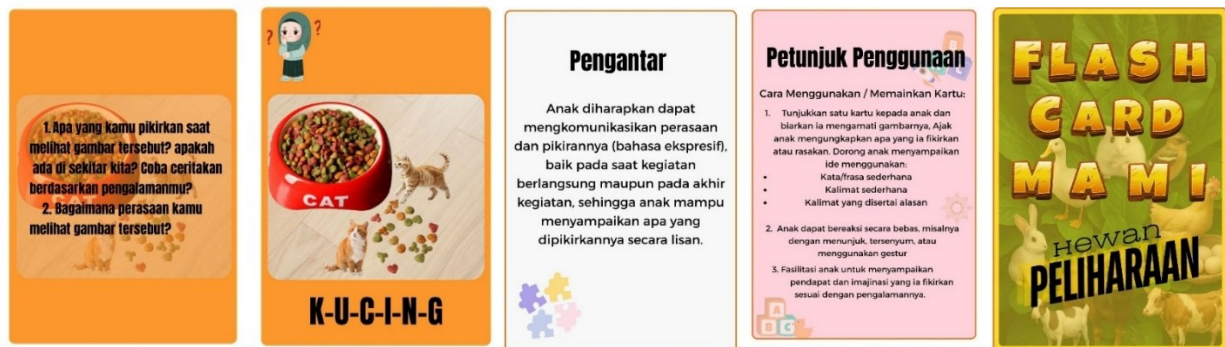 1. Apa yang kamu pikirkan saat
melihat gambar tersebut? apakah
ada di sekitar kita? Coba ceritakan
berdasarkan pengalamanmu?
2. Bagaimana perasaan kamu
melihat gambar tersebut?
? ?
CAT
K-U-C-I-N-G
Pengantar
Anak diharapkan dapat
mengkomunikasikan perasaan
dan pikirannya (bahasa ekspresif),
baik pada saat kegiatan
berlangsung maupun pada akhir
kegiatan, sehingga anak mampu
menyampaikan apa yang
dipikirkannya secara lisan.
Petunjuk Penggunaan
Cara Menggunakan / Memainkan Kartu:
1. Tunjukkan satu kartu kepada anak dan
biarkan ia mengamati gambarnya, Ajak
anak mengungkapkan apa yang ia fikirkan
atau rasakan. Dorong anak menyampaikan
ide menggunakan:
• Kata/frasa sederhana
• Kalimat sederhana
• Kalimat yang disertai alasan
2. Anak dapat bereaksi secara bebas, misalnya
dengan menunjuk, tersenyum, atau
menggunakan gestur
3. Fasilitasi anak untuk menyampaikan
pendapat dan imajinasi yang ia fikirkan
sesuai dengan pengalamannya.
FLASH
CARD
MAMI
Hewan
PELIHARAAN